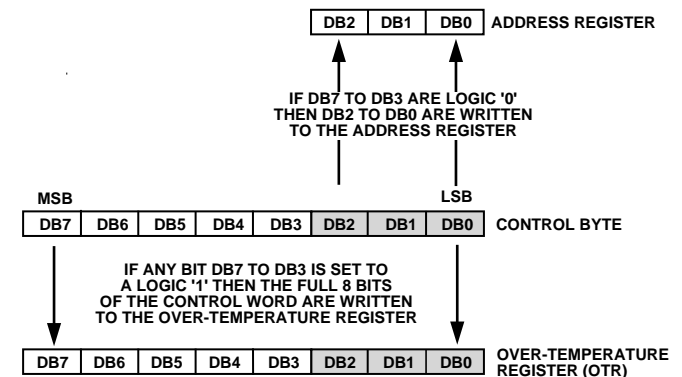 DB2 DB1 DB0 ADDRESS REGISTER
IF DB7 TO DB3 ARE LOGIC '0'
THEN DB2 TO DB0 ARE WRITTEN
TO THE ADDRESS REGISTER
MSB LSB
DB7 DB6 DB5 DB4 DB3 DB2 DB1 DB0 CONTROL BYTE
IF ANY BIT DB7 TO DB3 IS SET TO
A LOGIC '1' THEN THE FULL 8 BITS
OF THE CONTROL WORD ARE WRITTEN
TO THE OVER-TEMPERATURE REGISTER
DB7 DB6 DB5 DB4 DB3 DB2 DB1 DB0 OVER-TEMPERATURE
REGISTER (OTR)